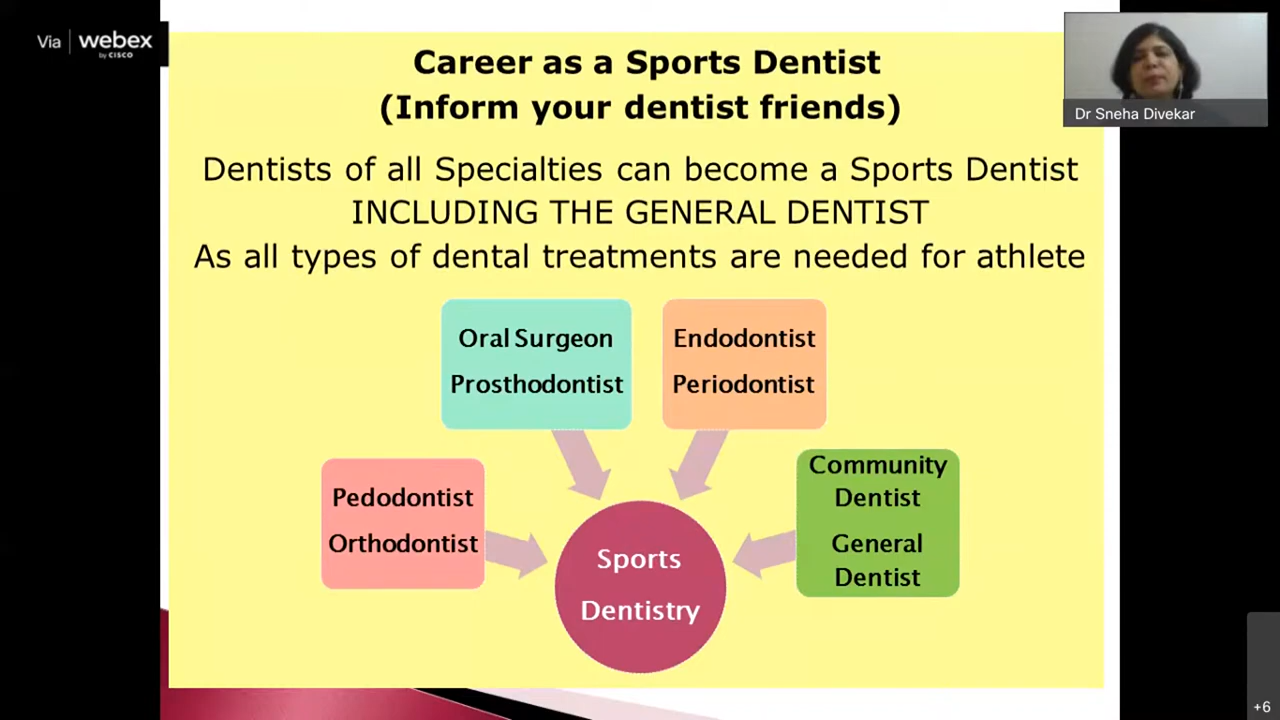 Via webex
by CISCO
Career as a Sports Dentist
(Inform your dentist friends)
Dr Sneha Divekar
Dentists of all Specialties can become a Sports Dentist
INCLUDING THE GENERAL DENTIST
As all types of dental treatments are needed for athlete
Oral Surgeon
Prosthodontist
Endodontist
Periodontist
Pedodontist
Orthodontist
Community
Dentist
General
Dentist
Sports
Dentistry
+6